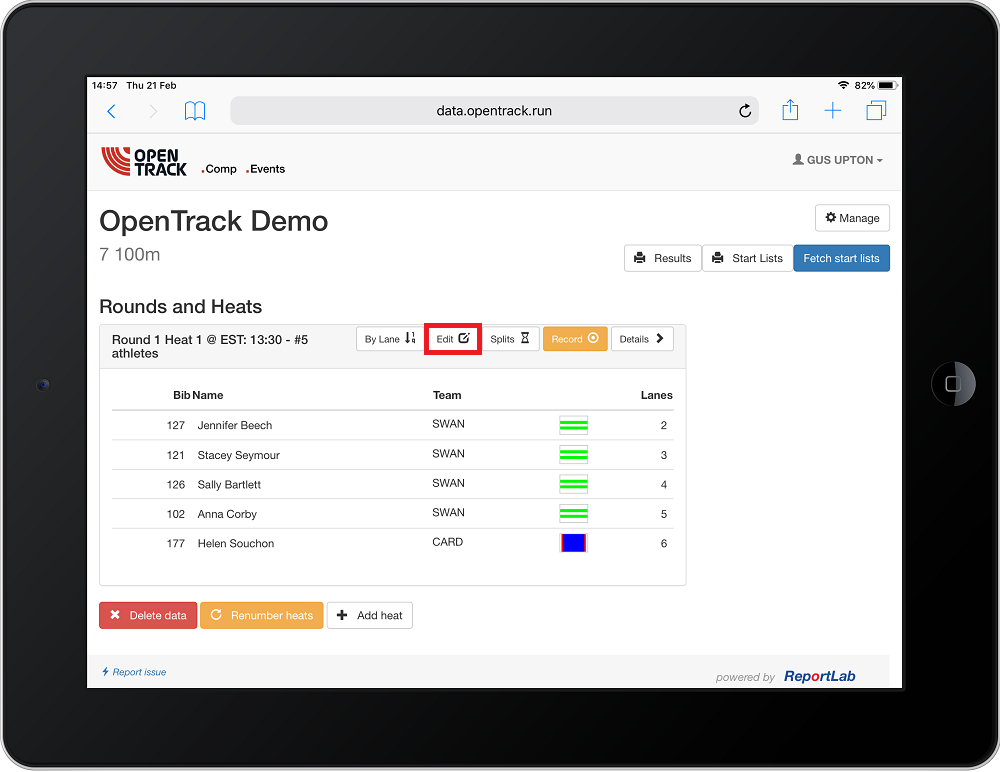 14:57 Thu 21 Feb 82%
data.opentrack.run
OPEN
TRACK .Comp .Events GUS UPTON
OpenTrack Demo Manage
7 100m Results Start Lists Fetch start lists
Rounds and Heats
Round 1 Heat 1 @ EST: 13:30 - #5
athletes
By Lane Edit Splits Record Details
Bib Name Team Lanes
127 Jennifer Beech SWAN 2
121 Stacey Seymour SWAN 3
126 Sally Bartlett SWAN 4
102 Anna Corby SWAN 5
177 Helen Souchon CARD 6
Delete data Renumber heats Add heat
Report issue powered by ReportLab